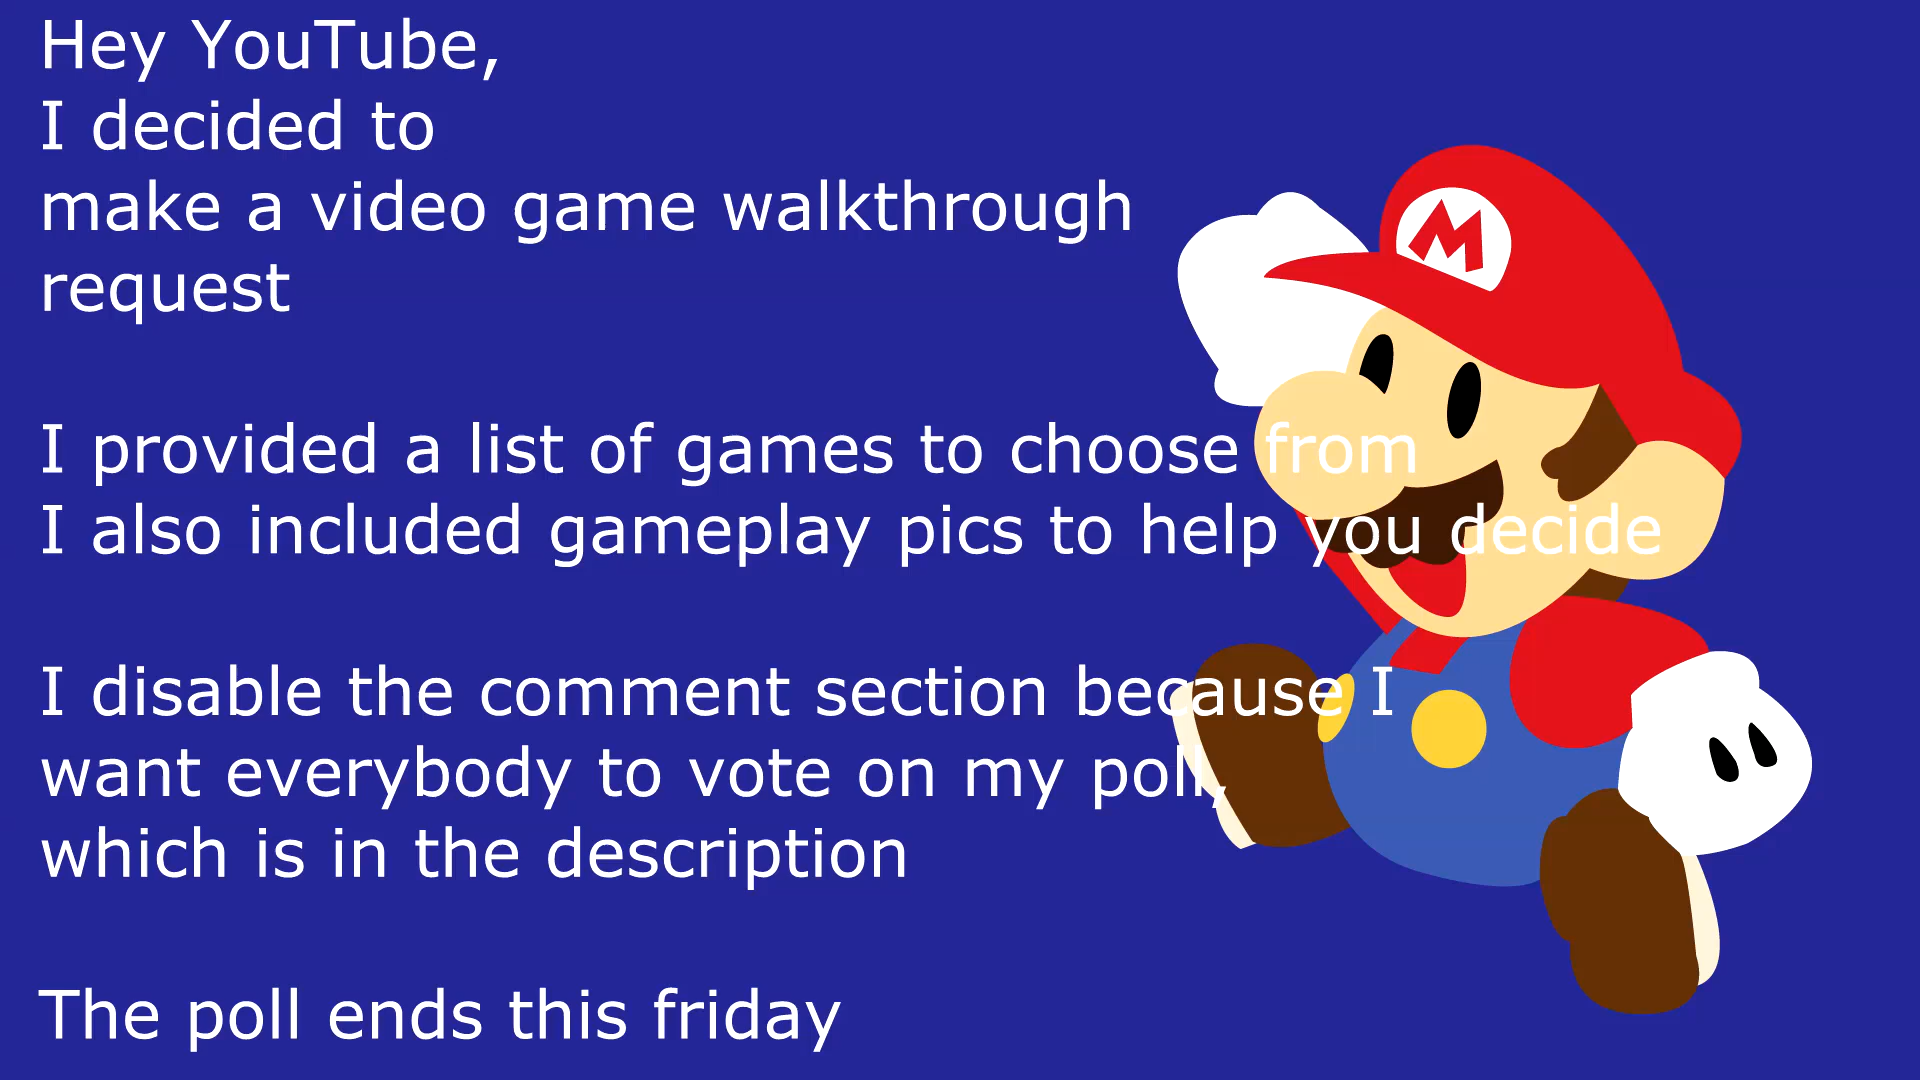 Hey YouTube,
I decided to
make a video game walkthrough
request
I provided a list of games to choose from
I also included gameplay pics to help you decide
I disable the comment section because I
want everybody to vote on my poll,
which is in the description
The poll ends this friday
M